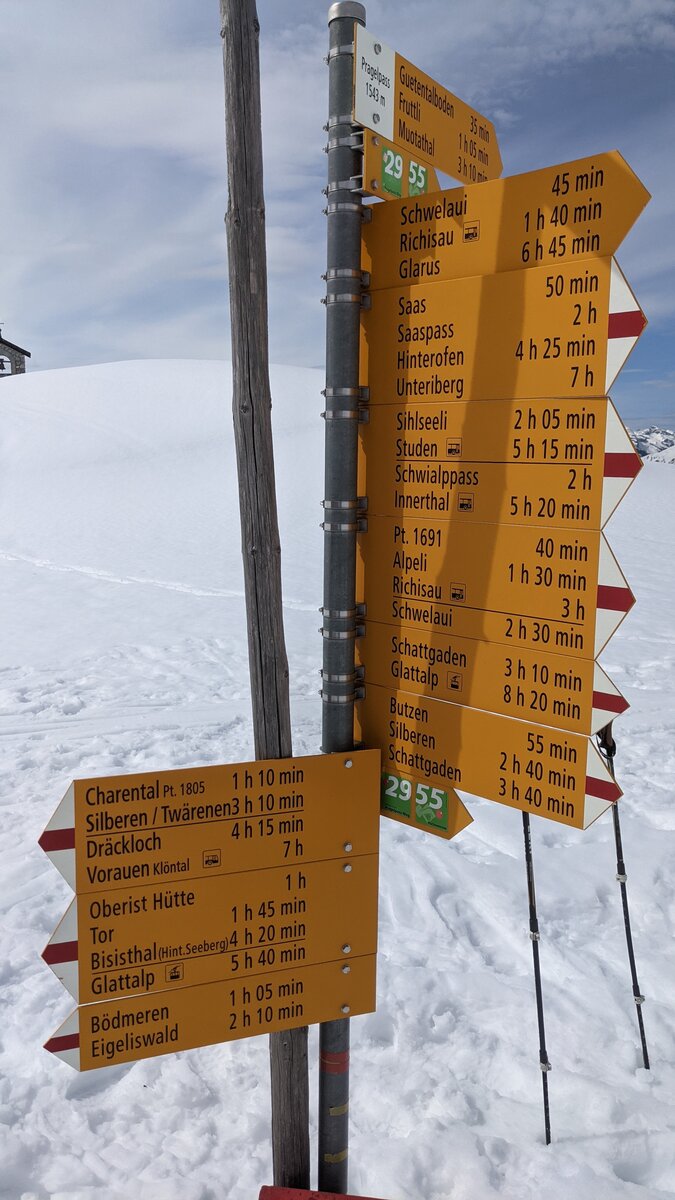 Pragelpass
1543 m
Guetentalboden 35 min
Fruttli 1 h 05 min
Muotathal 3 h 10 min
29 55
Schwelaui 45 min
Richisau 1 h 40 min
Glarus 6 h 45 min
Saas 50 min
Saaspass 2 h
Hinterofen 4 h 25 min
Unteriberg 7 h
Sihlseeli 2 h 05 min
Studen 5 h 15 min
Schwialppass 2 h
Innerthal 5 h 20 min
Pt. 1691 40 min
Alpeli 1 h 30 min
Richisau 3 h
Schwelaui 2 h 30 min
Schattgaden 3 h 10 min
Glattalp 8 h 20 min
Butzen 55 min
Silberen 2 h 40 min
Schattgaden 3 h 40 min
29 55
Charental Pt. 1805 1 h 10 min
Silberen / Twärenen 3 h 10 min
Dräckloch 4 h 15 min
Vorauen Klöntal 7 h
Oberist Hütte 1 h
Tor 1 h 45 min
Bisisthal (Hint.Seeberg) 4 h 20 min
Glattalp 5 h 40 min
Bödmeren 1 h 05 min
Eigeliswald 2 h 10 min